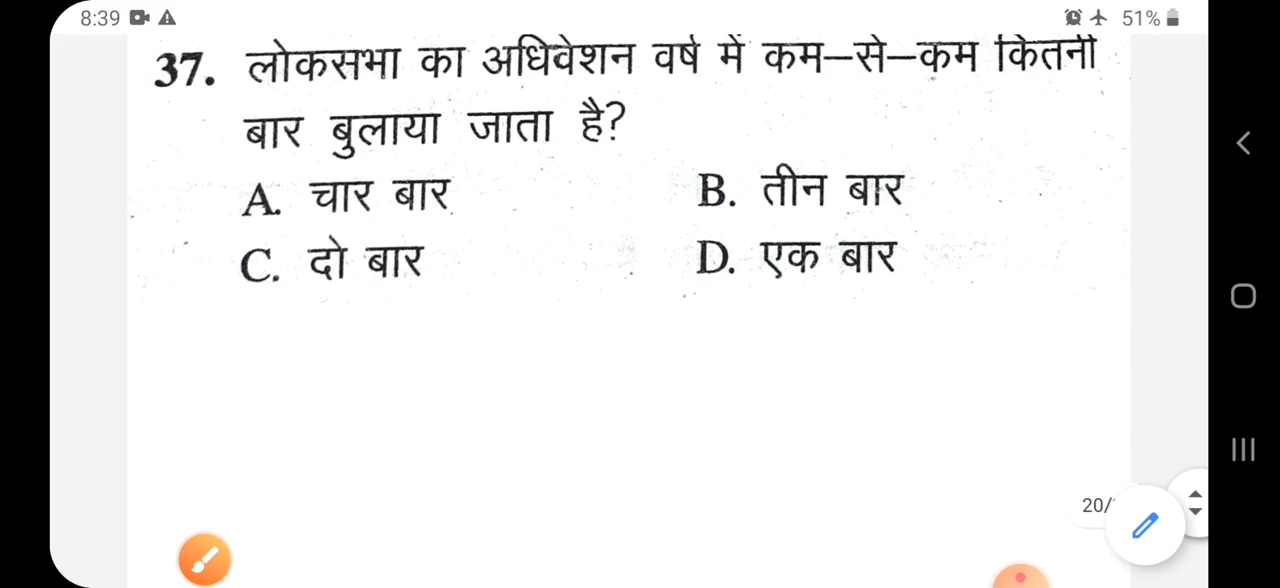 8:39
51%
37. लोकसभा का अधिवेशन वर्ष में कम–से–कम कितनी
बार बुलाया जाता है?
A. चार बार
B. तीन बार
C. दो बार
D. एक बार
20/